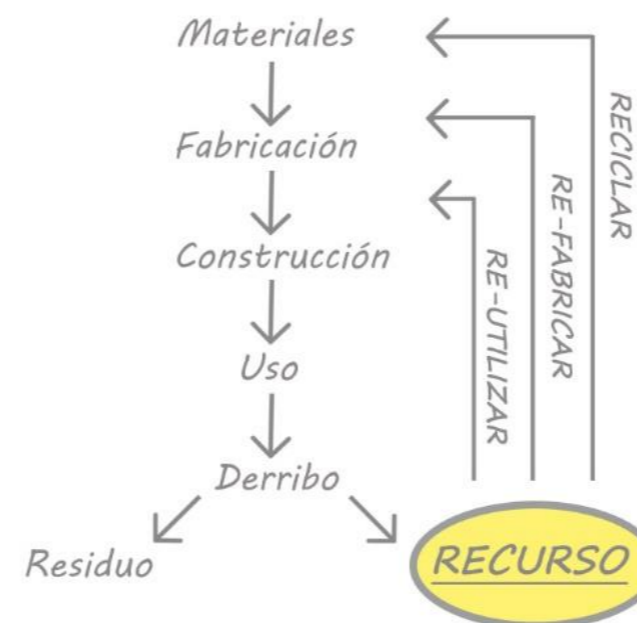 Materiales
Fabricación
Construcción
Uso
Derribo
Residuo
RECURSO
RE-UTILIZAR
RE-FABRICAR
RECICLAR